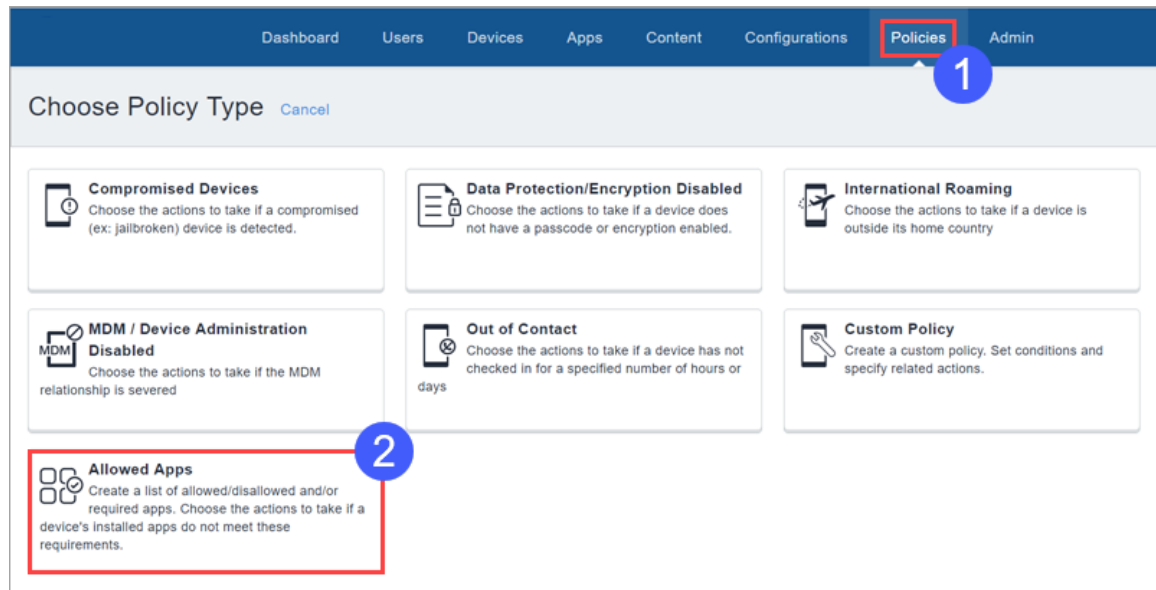 Dashboard Users Devices Apps Content Configurations Policies Admin
1
Choose Policy Type Cancel
Compromised Devices
Choose the actions to take if a compromised
(ex: jailbroken) device is detected.
Data Protection/Encryption Disabled
Choose the actions to take if a device does
not have a passcode or encryption enabled.
International Roaming
Choose the actions to take if a device is
outside its home country
MDM
MDM / Device Administration
Disabled
Choose the actions to take if the MDM
relationship is severed
Out of Contact
Choose the actions to take if a device has not
checked in for a specified number of hours or
days
Custom Policy
Create a custom policy. Set conditions and
specify related actions.
2
Allowed Apps
Create a list of allowed/disallowed and/or
required apps. Choose the actions to take if a
device's installed apps do not meet these
requirements.